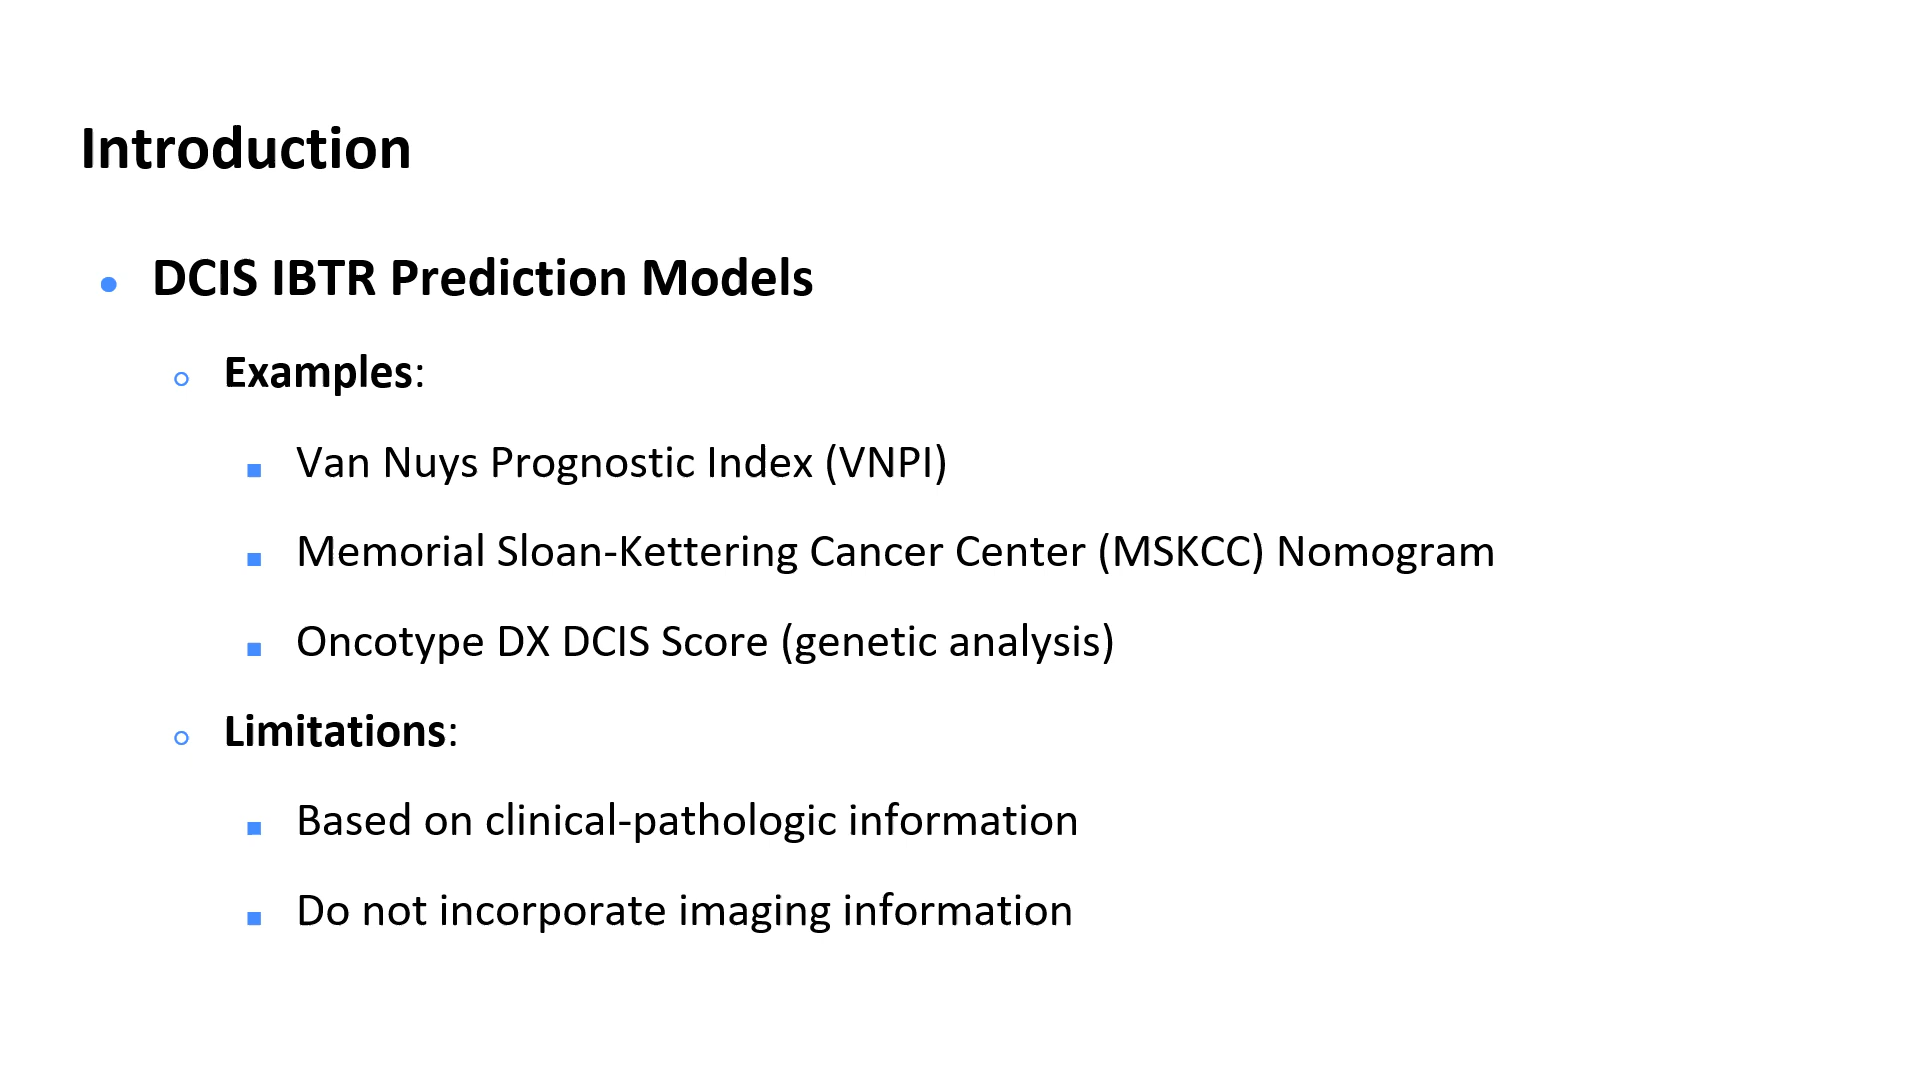 Introduction
DCIS IBTR Prediction Models
Examples:
Van Nuys Prognostic Index (VNPI)
Memorial Sloan-Kettering Cancer Center (MSKCC) Nomogram
Oncotype DX DCIS Score (genetic analysis)
Limitations:
Based on clinical-pathologic information
Do not incorporate imaging information